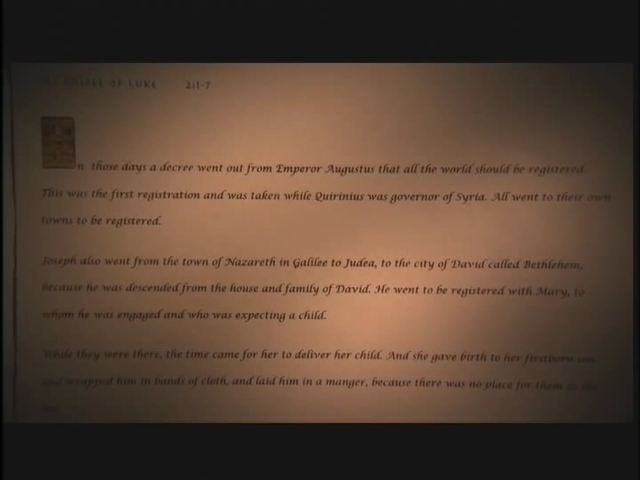 GOSPEL OF LUKE 2:1-7
n those days a decree went out from Emperor Augustus that all the world should be registered.
This was the first registration and was taken while Quirinius was governor of Syria. All went to their own
towns to be registered.
Joseph also went from the town of Nazareth in Galilee to Judea, to the city of David called Bethlehem,
because he was descended from the house and family of David. He went to be registered with Mary, to
whom he was engaged and who was expecting a child.
While they were there, the time came for her to deliver her child. And she gave birth to her firstborn son
and wrapped him in bands of cloth, and laid him in a manger, because there was no place for them in the